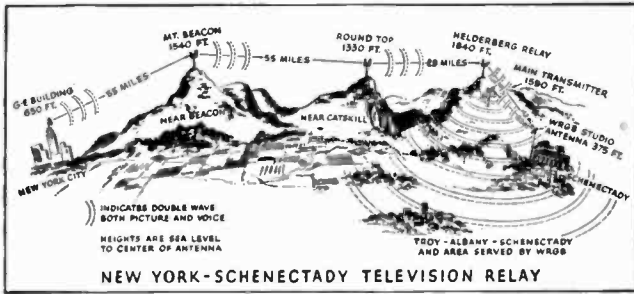 MT. BEACON
1540 FT.
ROUND TOP
1330 FT.
HELDERBERG RELAY
1840 FT.
MAIN TRANSMITTER
1590 FT.
G-E BUILDING
650 FT.
55 MILES
55 MILES
28 MILES
WRGB STUDIO
ANTENNA 375 FT.
NEAR BEACON
NEAR CATSKILL
SCHENECTADY
NEW YORK CITY
INDICATES DOUBLE WAVE
BOTH PICTURE AND VOICE
HEIGHTS ARE SEA LEVEL
TO CENTER OF ANTENNA
TROY-ALBANY-SCHENECTADY
AND AREA SERVED BY WRGB
NEW YORK-SCHENECTADY TELEVISION RELAY